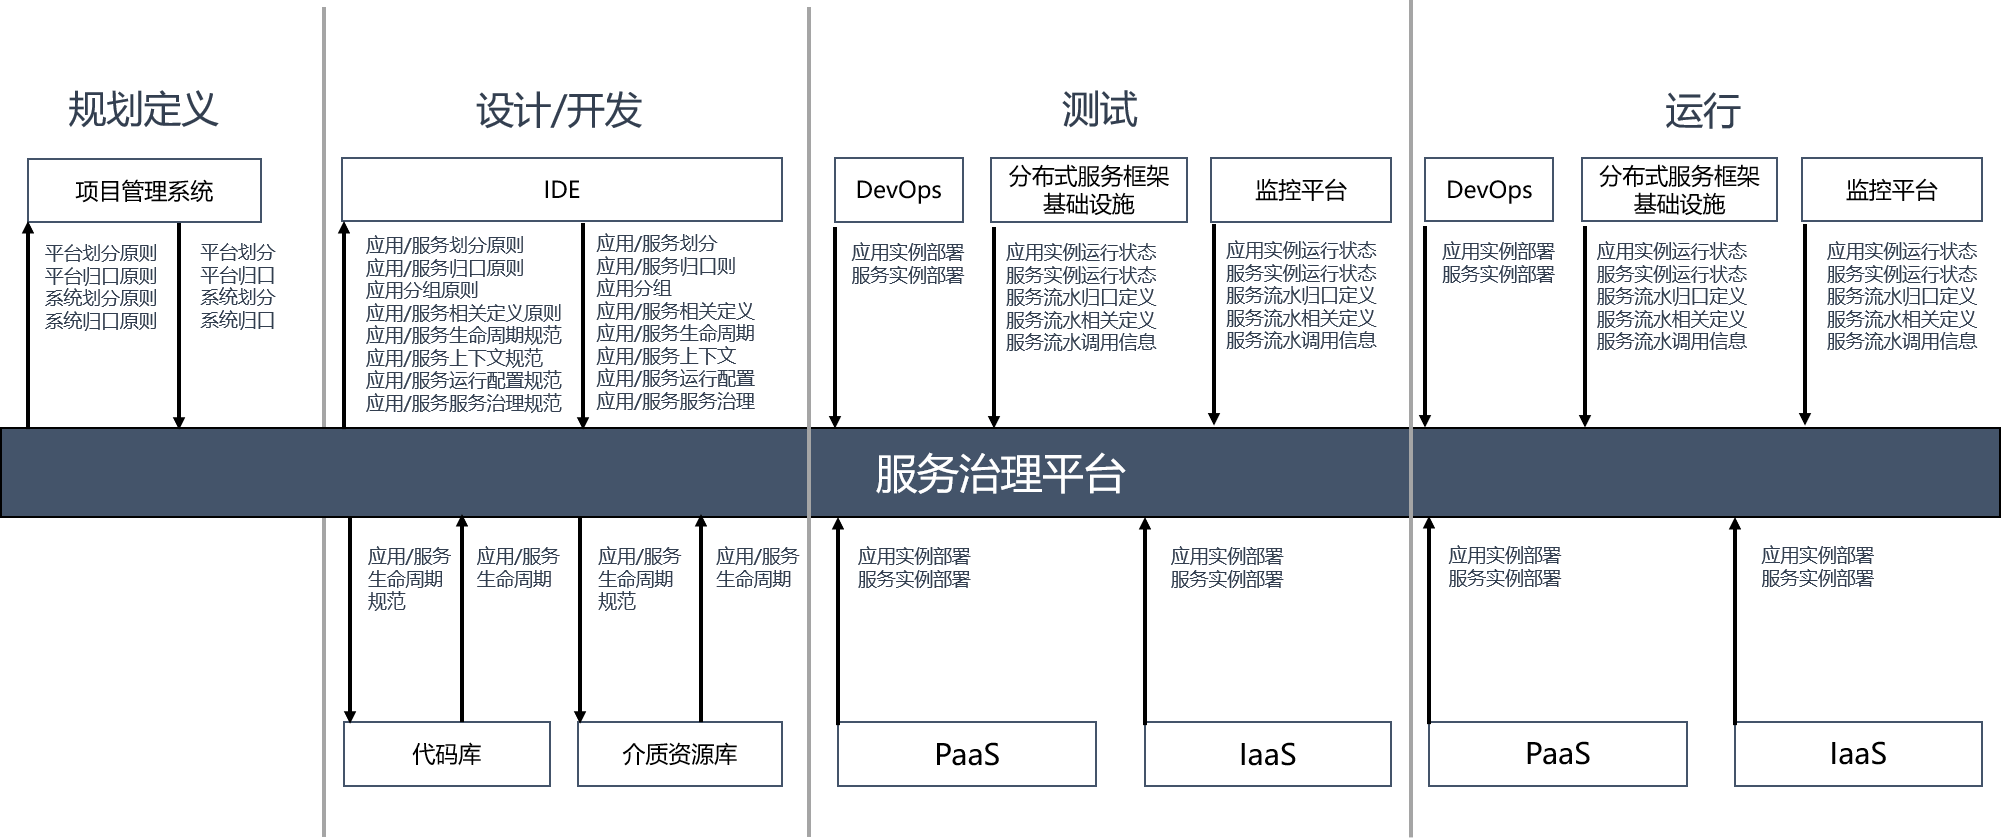 规划定义
设计/开发
测试
运行
项目管理系统
IDE
DevOps
分布式服务框架
基础设施
监控平台
DevOps
分布式服务框架
基础设施
监控平台
平台划分原则
平台归口原则
系统划分原则
系统归口原则
平台划分
平台归口
系统划分
系统归口
应用/服务划分原则
应用/服务归口原则
应用分组原则
应用/服务相关定义原则
应用/服务生命周期规范
应用/服务上下文规范
应用/服务运行配置规范
应用/服务服务治理规范
应用/服务划分
应用/服务归口则
应用分组
应用/服务相关定义
应用/服务生命周期
应用/服务上下文
应用/服务运行配置
应用/服务服务治理
应用实例部署
服务实例部署
应用实例运行状态
服务实例运行状态
服务流水归口定义
服务流水相关定义
服务流水调用信息
应用实例运行状态
服务实例运行状态
服务流水归口定义
服务流水相关定义
服务流水调用信息
应用实例部署
服务实例部署
应用实例运行状态
服务实例运行状态
服务流水归口定义
服务流水相关定义
服务流水调用信息
应用实例运行状态
服务实例运行状态
服务流水归口定义
服务流水相关定义
服务流水调用信息
服务治理平台
应用/服务
生命周期
规范
应用/服务
生命周期
应用/服务
生命周期
规范
应用/服务
生命周期
应用实例部署
服务实例部署
应用实例部署
服务实例部署
应用实例部署
服务实例部署
应用实例部署
服务实例部署
代码库
介质资源库
PaaS
IaaS
PaaS
IaaS